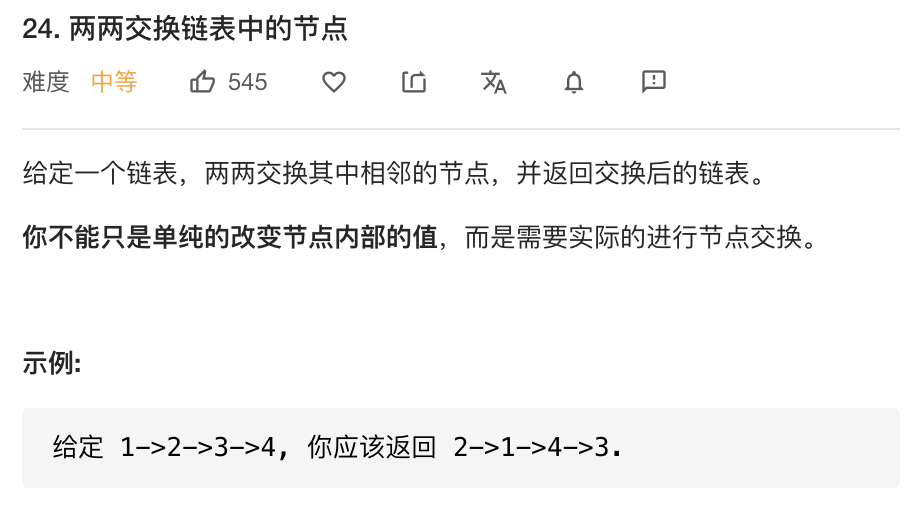 24. 两两交换链表中的节点
难度 中等 545
给定一个链表，两两交换其中相邻的节点，并返回交换后的链表。
你不能只是单纯的改变节点内部的值，而是需要实际的进行节点交换。
示例:
给定 1->2->3->4, 你应该返回 2->1->4->3.